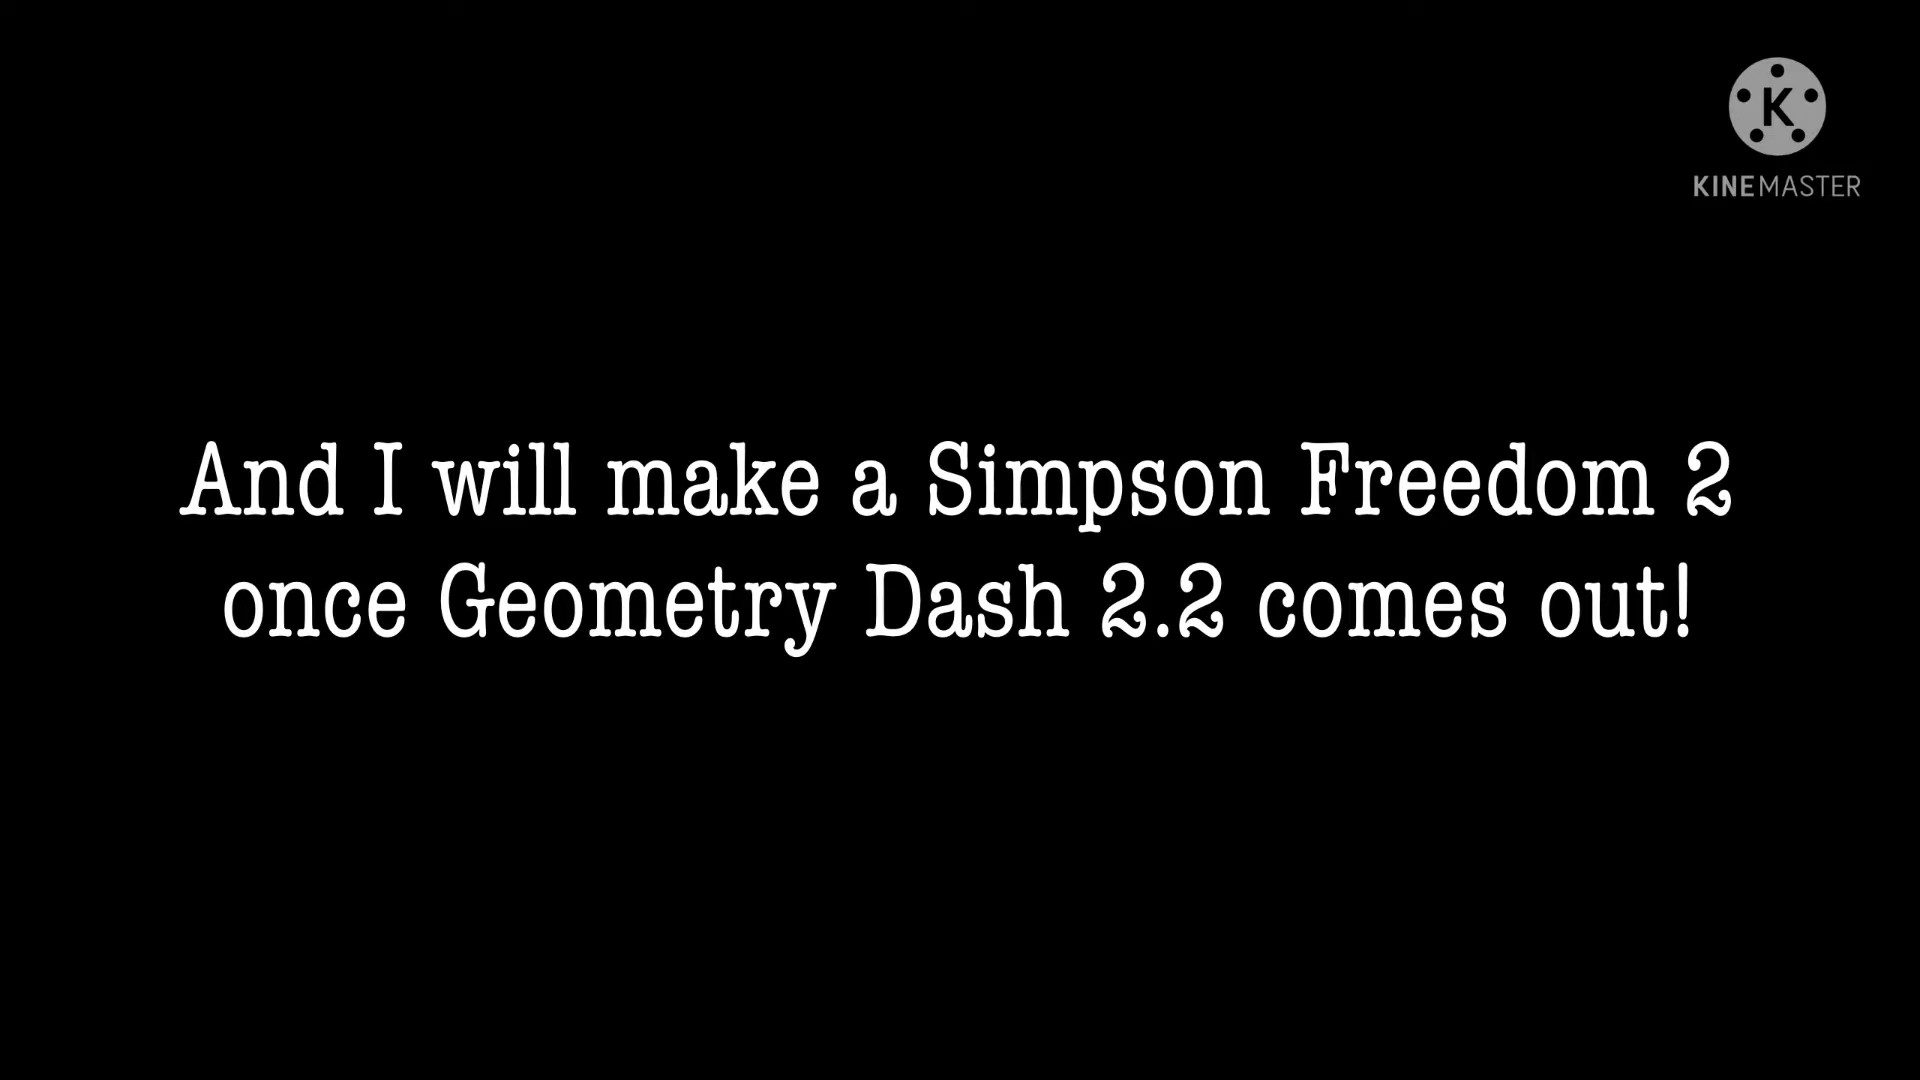 K
KINEMASTER
And I will make a Simpson Freedom 2
once Geometry Dash 2.2 comes out!